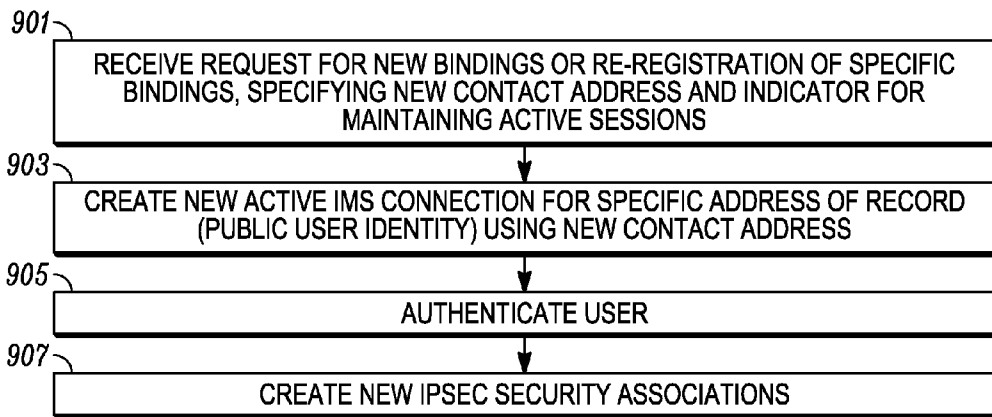 901
RECEIVE REQUEST FOR NEW BINDINGS OR RE-REGISTRATION OF SPECIFIC
BINDINGS, SPECIFYING NEW CONTACT ADDRESS AND INDICATOR FOR
MAINTAINING ACTIVE SESSIONS
903
CREATE NEW ACTIVE IMS CONNECTION FOR SPECIFIC ADDRESS OF RECORD
(PUBLIC USER IDENTITY) USING NEW CONTACT ADDRESS
905
AUTHENTICATE USER
907
CREATE NEW IPSEC SECURITY ASSOCIATIONS